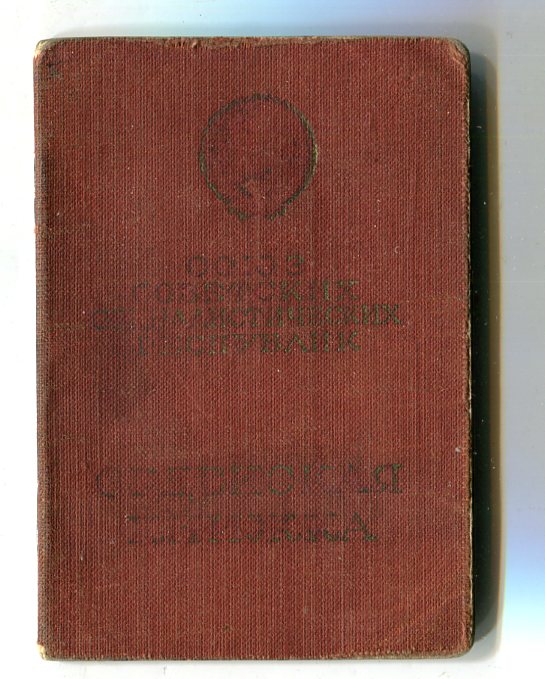 СОЮЗ
СОВЕТСКИХ
СОЦИАЛИСТИЧЕСКИХ
РЕСПУБЛИК
ОРДЕНСКАЯ
КНИЖКА